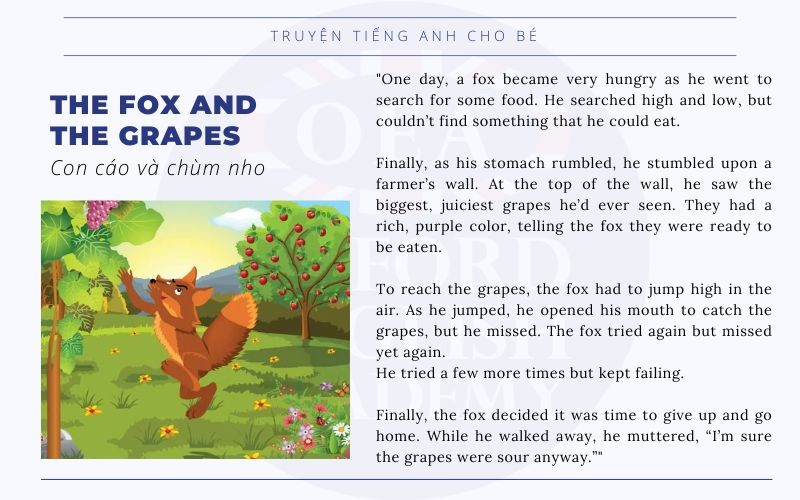 TRUYỆN TIẾNG ANH CHO BÉ
THE FOX AND
THE GRAPES
Con cáo và chùm nho
"One day, a fox became very hungry as he went to
search for some food. He searched high and low, but
couldn’t find something that he could eat.
Finally, as his stomach rumbled, he stumbled upon a
farmer’s wall. At the top of the wall, he saw the
biggest, juiciest grapes he’d ever seen. They had a
rich, purple color, telling the fox they were ready to
be eaten.
To reach the grapes, the fox had to jump high in the
air. As he jumped, he opened his mouth to catch the
grapes, but he missed. The fox tried again but missed
yet again.
He tried a few more times but kept failing.
Finally, the fox decided it was time to give up and go
home. While he walked away, he muttered, “I’m sure
the grapes were sour anyway.”"